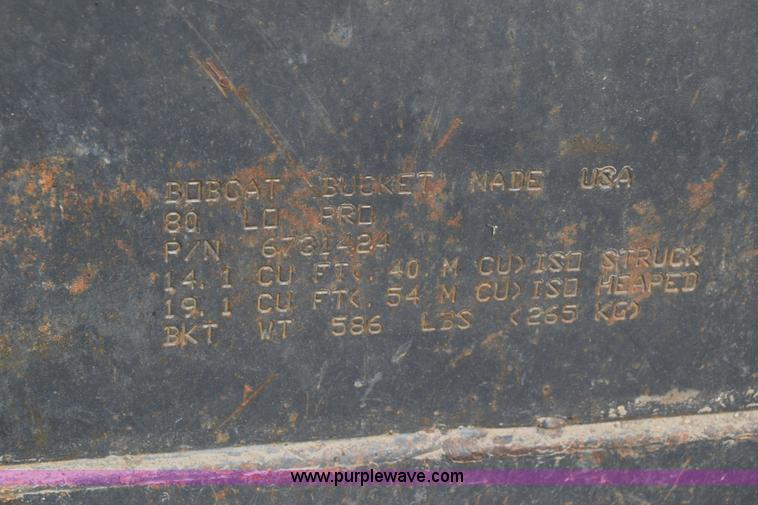 BOBCAT BUCKET MADE USA
80 LO PRO
P/N 6731424
14.1 CU FT<.40 M CU>ISO STRUCK
19.1 CU FT<.54 M CU>ISO HEAPED
BKT WT 586 LBS <265 KG>
www.purplewave.com